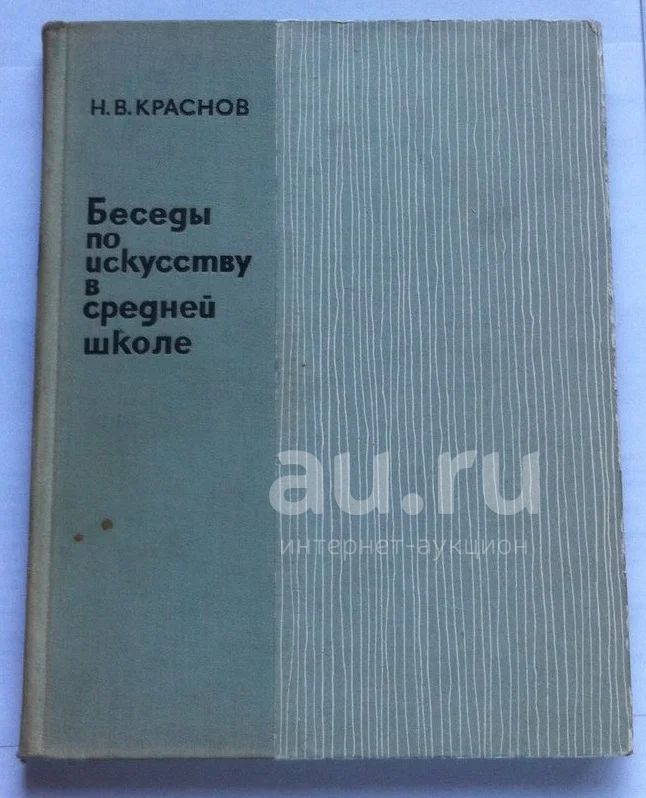 Н. В. КРАСНОВ
Беседы
по
искусству
в
средней
школе
au.ru
интернет-аукцион